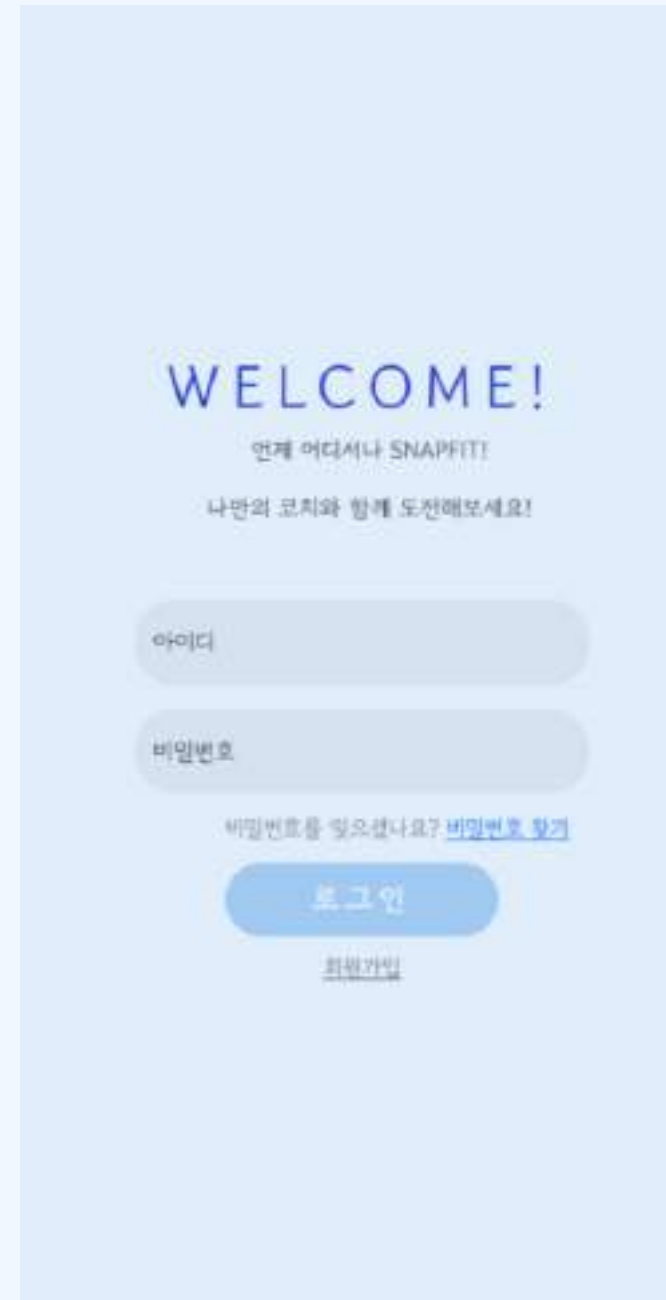 WELCOME!
언제 어디서나 SNAPFIT!
나만의 코치와 함께 도전해보세요!
아이디
비밀번호
비밀번호를 잊으셨나요? 비밀번호 찾기
로그인
회원가입